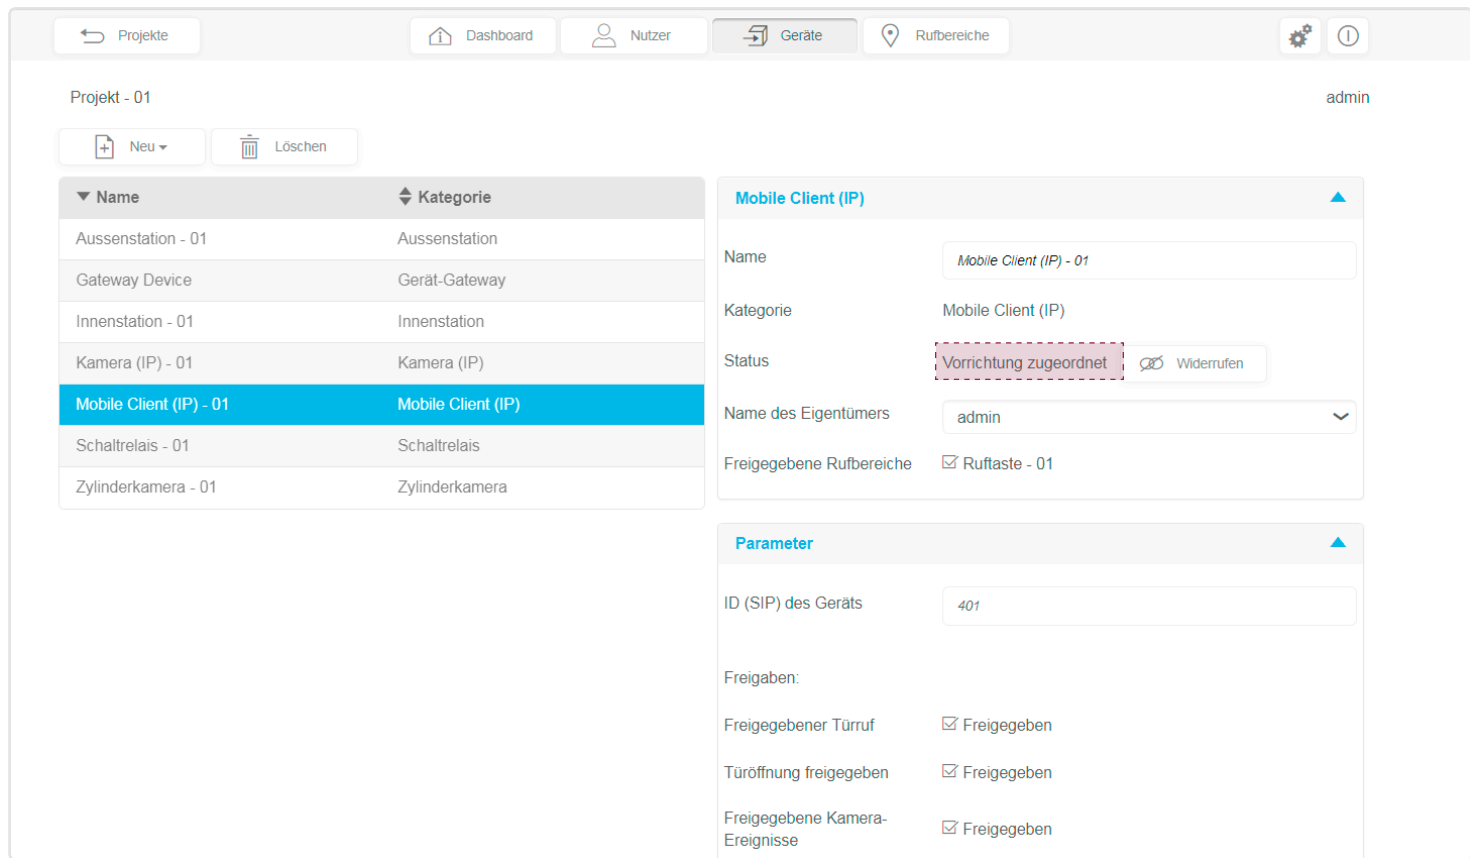 Projekte
Dashboard
Nutzer
Geräte
Rufbereiche
Projekt - 01
admin
Neu
Löschen
Name Kategorie
Aussenstation - 01 Aussenstation
Gateway Device Gerät-Gateway
Innenstation - 01 Innenstation
Kamera (IP) - 01 Kamera (IP)
Mobile Client (IP) - 01 Mobile Client (IP)
Schaltrelais - 01 Schaltrelais
Zylinderkamera - 01 Zylinderkamera
Mobile Client (IP)
Name Mobile Client (IP) - 01
Kategorie Mobile Client (IP)
Status Vorrichtung zugeordnet Widerrufen
Name des Eigentümers admin
Freigegebene Rufbereiche Ruftaste - 01
Parameter
ID (SIP) des Geräts 401
Freigaben:
Freigegebener Türruf Freigegeben
Türöffnung freigegeben Freigegeben
Freigegebene Kamera-
Ereignisse Freigegeben